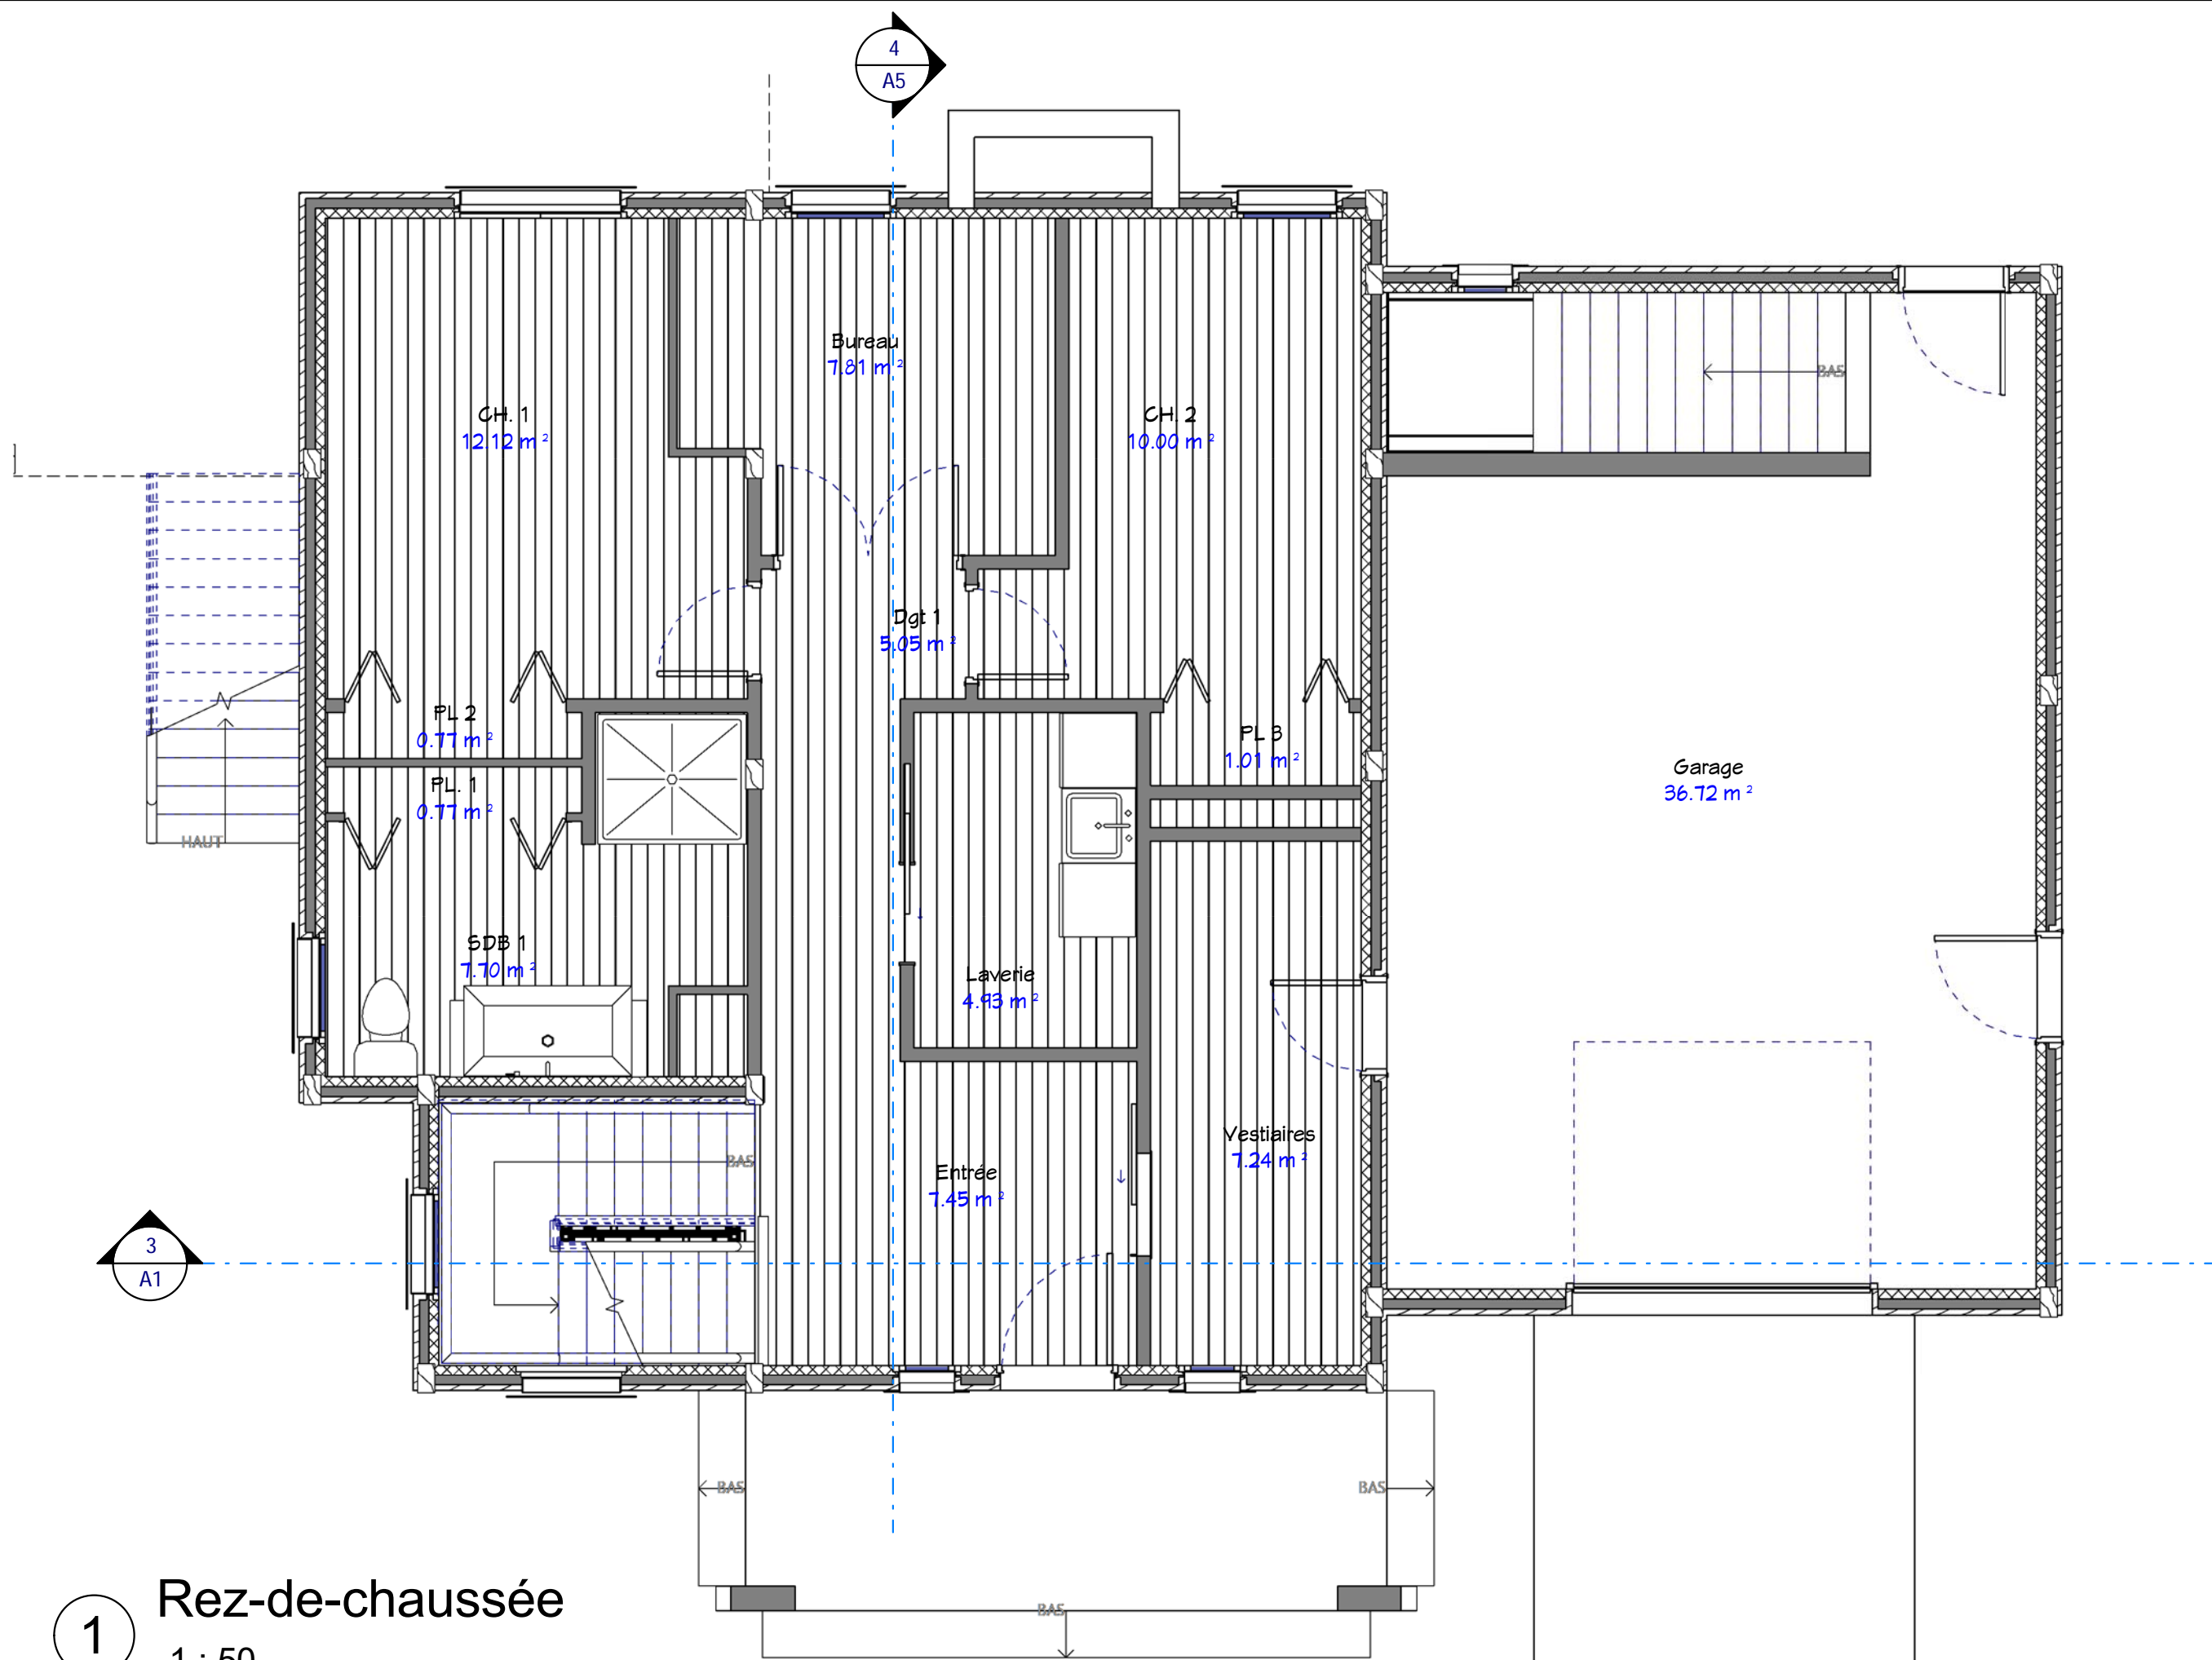 4
A5
Bureau
7.81 m²
CH. 1
12.12 m²
CH. 2
10.00 m²
BAS
Dgt 1
5.05 m²
PL 2
0.77 m²
PL 3
1.01 m²
PL. 1
0.77 m²
Garage
36.72 m²
HAUT
SDB 1
7.70 m²
Laverie
4.93 m²
Vestiaires
7.24 m²
BAS
Entrée
7.45 m²
3
A1
BAS
BAS
BAS
1
Rez-de-chaussée
1 : 50